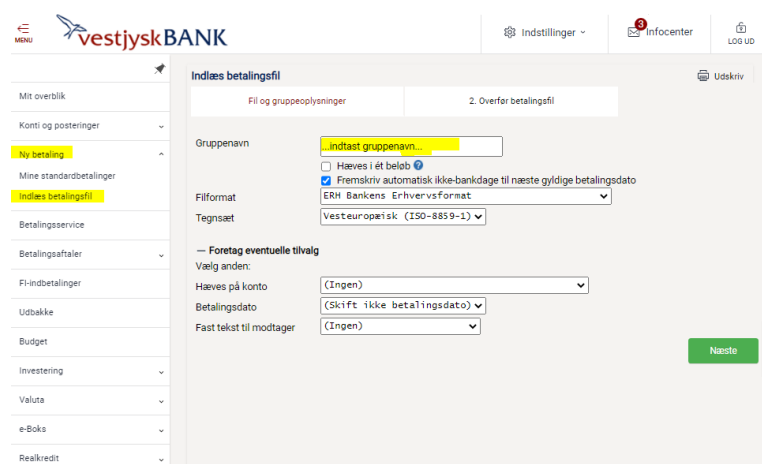 MENU
vestjyskBANK
Indstillinger
3
Infocenter
LOG UD
Mit overblik
Konti og posteringer
Ny betaling
Mine standardbetalinger
Indlæs betalingsfil
Betalingsservice
Betalingsaftaler
FI-indbetalinger
Udbakke
Budget
Investering
Valuta
e-Boks
Realkredit
Indlæs betalingsfil
Udskriv
Fil og gruppeoplysninger
2. Overfør betalingsfil
Gruppenavn
...indtast gruppenavn...
Hæves i ét beløb ?
Fremskriv automatisk ikke-bankdage til næste gyldige betalingsdato
Filformat
ERH Bankens Erhvervsformat
Tegnsæt
Vesteuropæisk (ISO-8859-1)
— Foretag eventuelle tilvalg
Vælg anden:
Hæves på konto
(Ingen)
Betalingsdato
(Skift ikke betalingsdato)
Fast tekst til modtager
(Ingen)
Næste